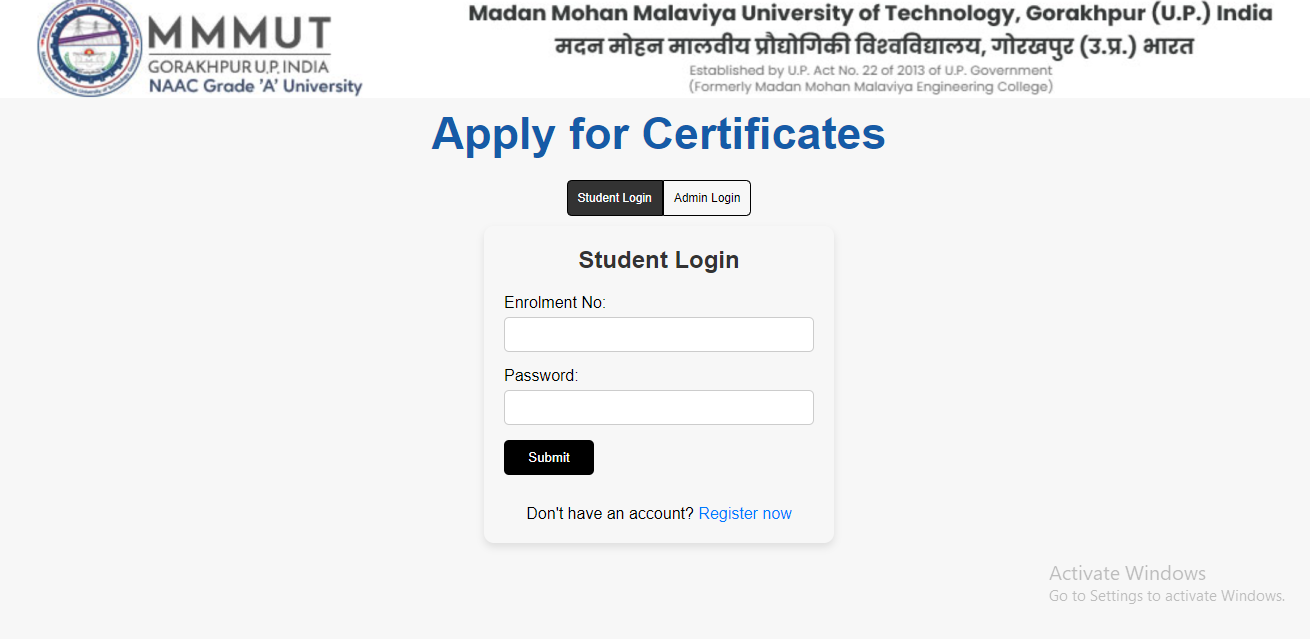 MMMUT
GORAKHPUR U.P. INDIA
NAAC Grade 'A' University
Madan Mohan Malaviya University of Technology, Gorakhpur (U.P.) India
मदन मोहन मालवीय प्रौद्योगिकी विश्वविद्यालय, गोरखपुर (उ.प्र.) भारत
Established by U.P. Act No. 22 of 2013 of U.P. Government
(Formerly Madan Mohan Malaviya Engineering College)
Apply for Certificates
Student Login
Admin Login
Student Login
Enrolment No:
Password:
Submit
Don't have an account? Register now
Activate Windows
Go to Settings to activate Windows.